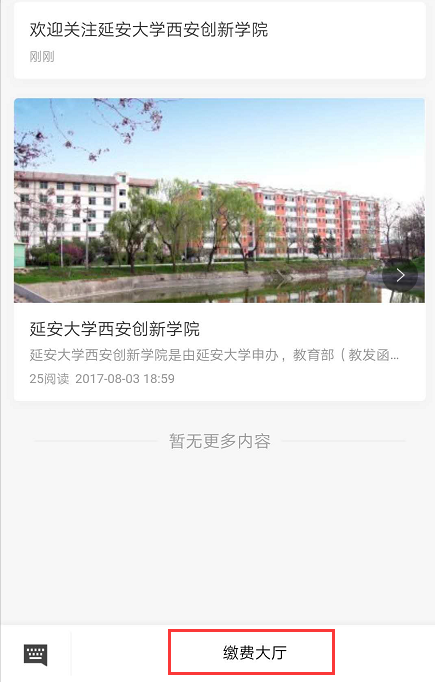 欢迎关注延安大学西安创新学院
刚刚
延安大学西安创新学院
延安大学西安创新学院是由延安大学申办，教育部（教发函...
25阅读 2017-08-03 18:59
暂无更多内容
缴费大厅